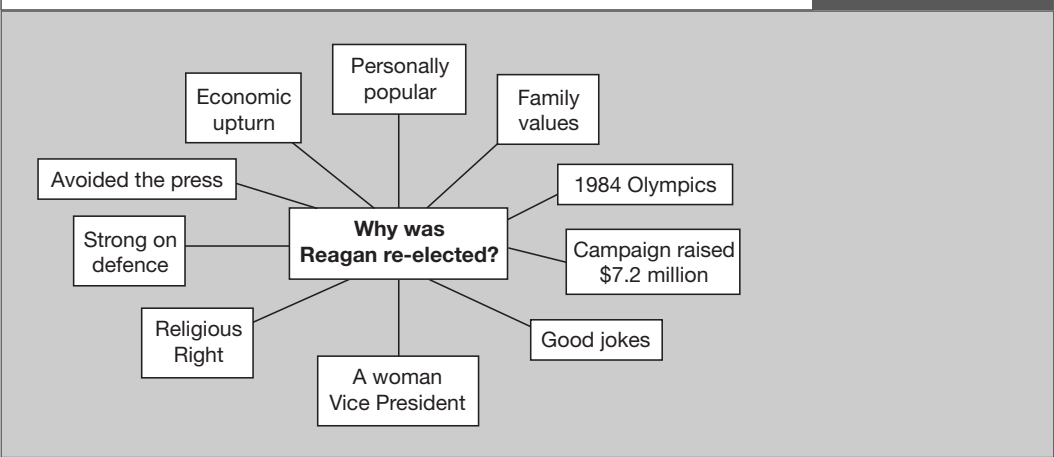 Personally
popular
Economic
upturn
Family
values
Avoided the press
1984 Olympics
Why was
Reagan re-elected?
Strong on
defence
Campaign raised
$7.2 million
Religious
Right
Good jokes
A woman
Vice President